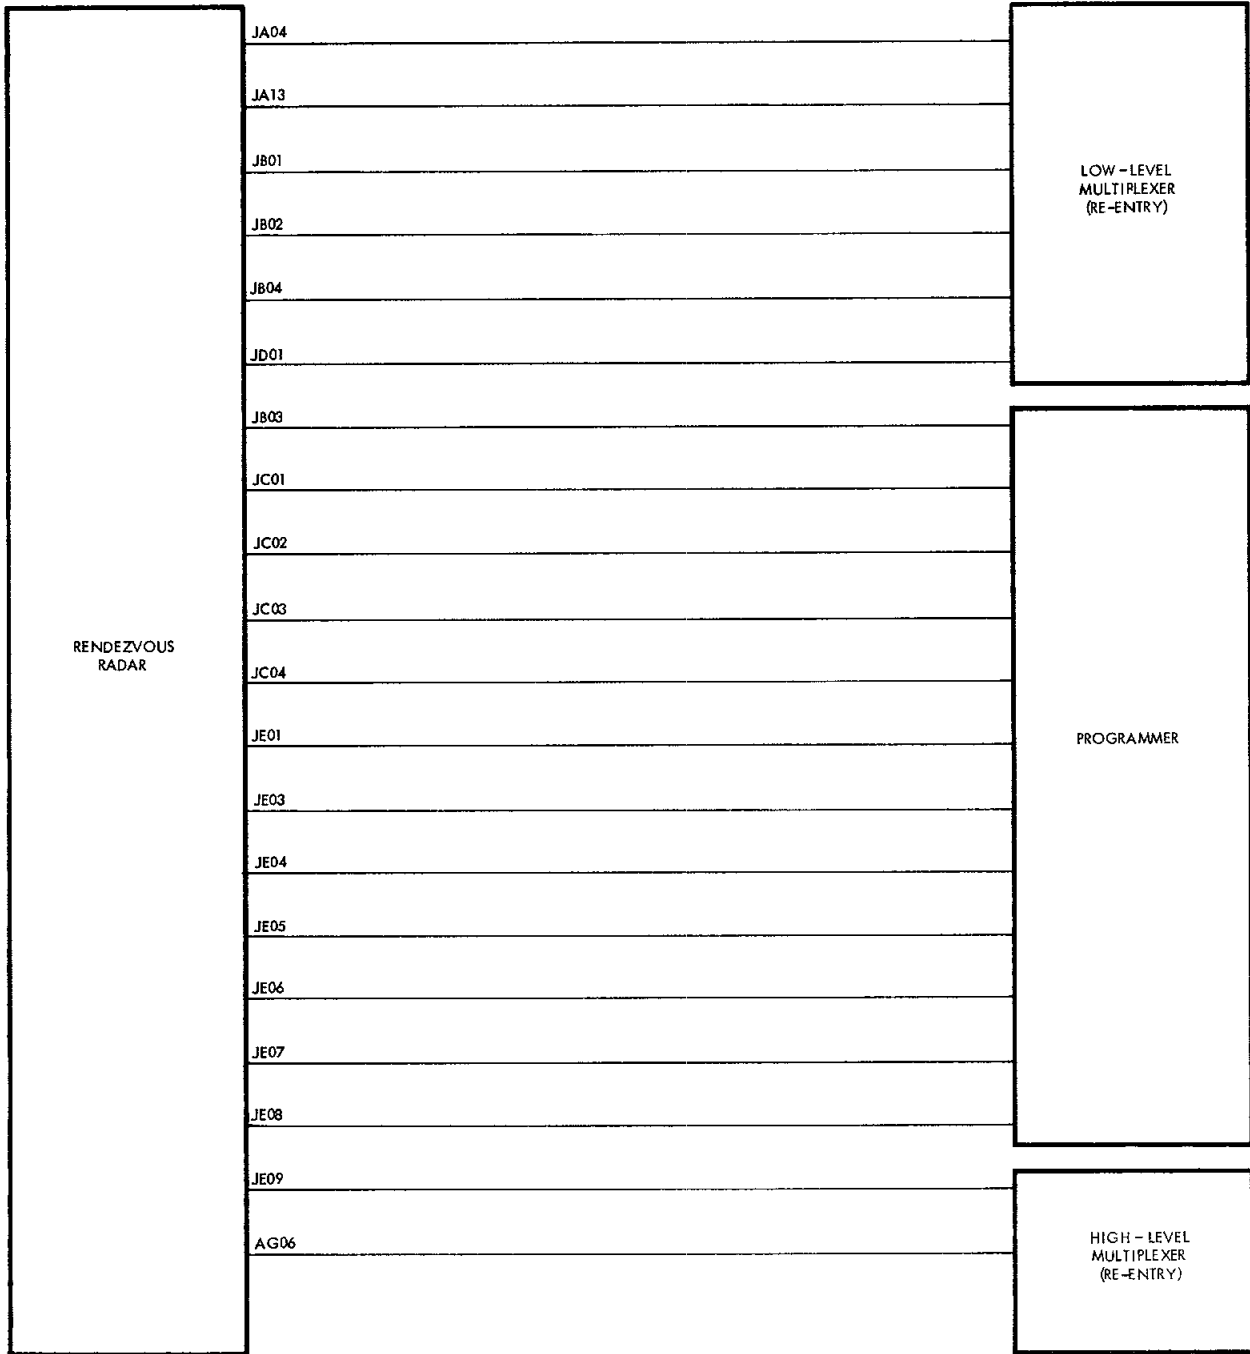 JA04
JA13
JB01
JB02
JB04
JD01
JB03
JC01
JC02
JC03
JC04
JE01
JE03
JE04
JE05
JE06
JE07
JE08
JE09
AG06
RENDEZVOUS
RADAR
LOW-LEVEL
MULTIPLEXER
(RE-ENTRY)
PROGRAMMER
HIGH-LEVEL
MULTIPLEXER
(RE-ENTRY)